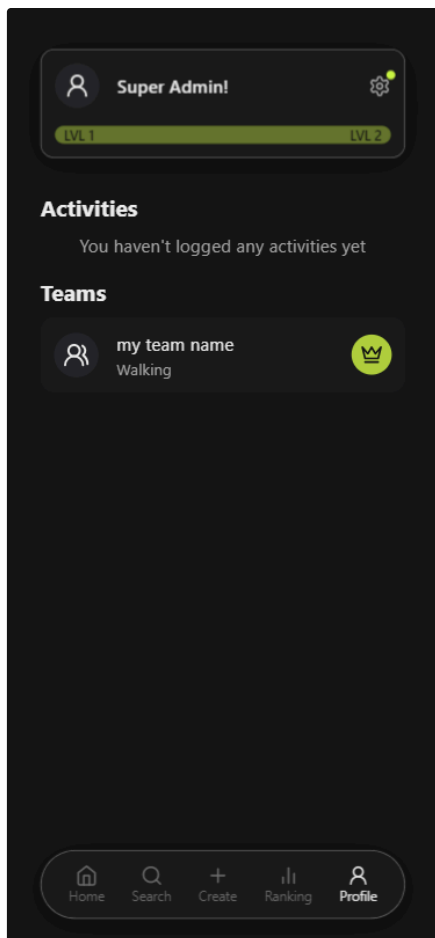 Super Admin!
LVL 1 LVL 2
Activities
You haven't logged any activities yet
Teams
my team name
Walking
Home Search Create Ranking Profile